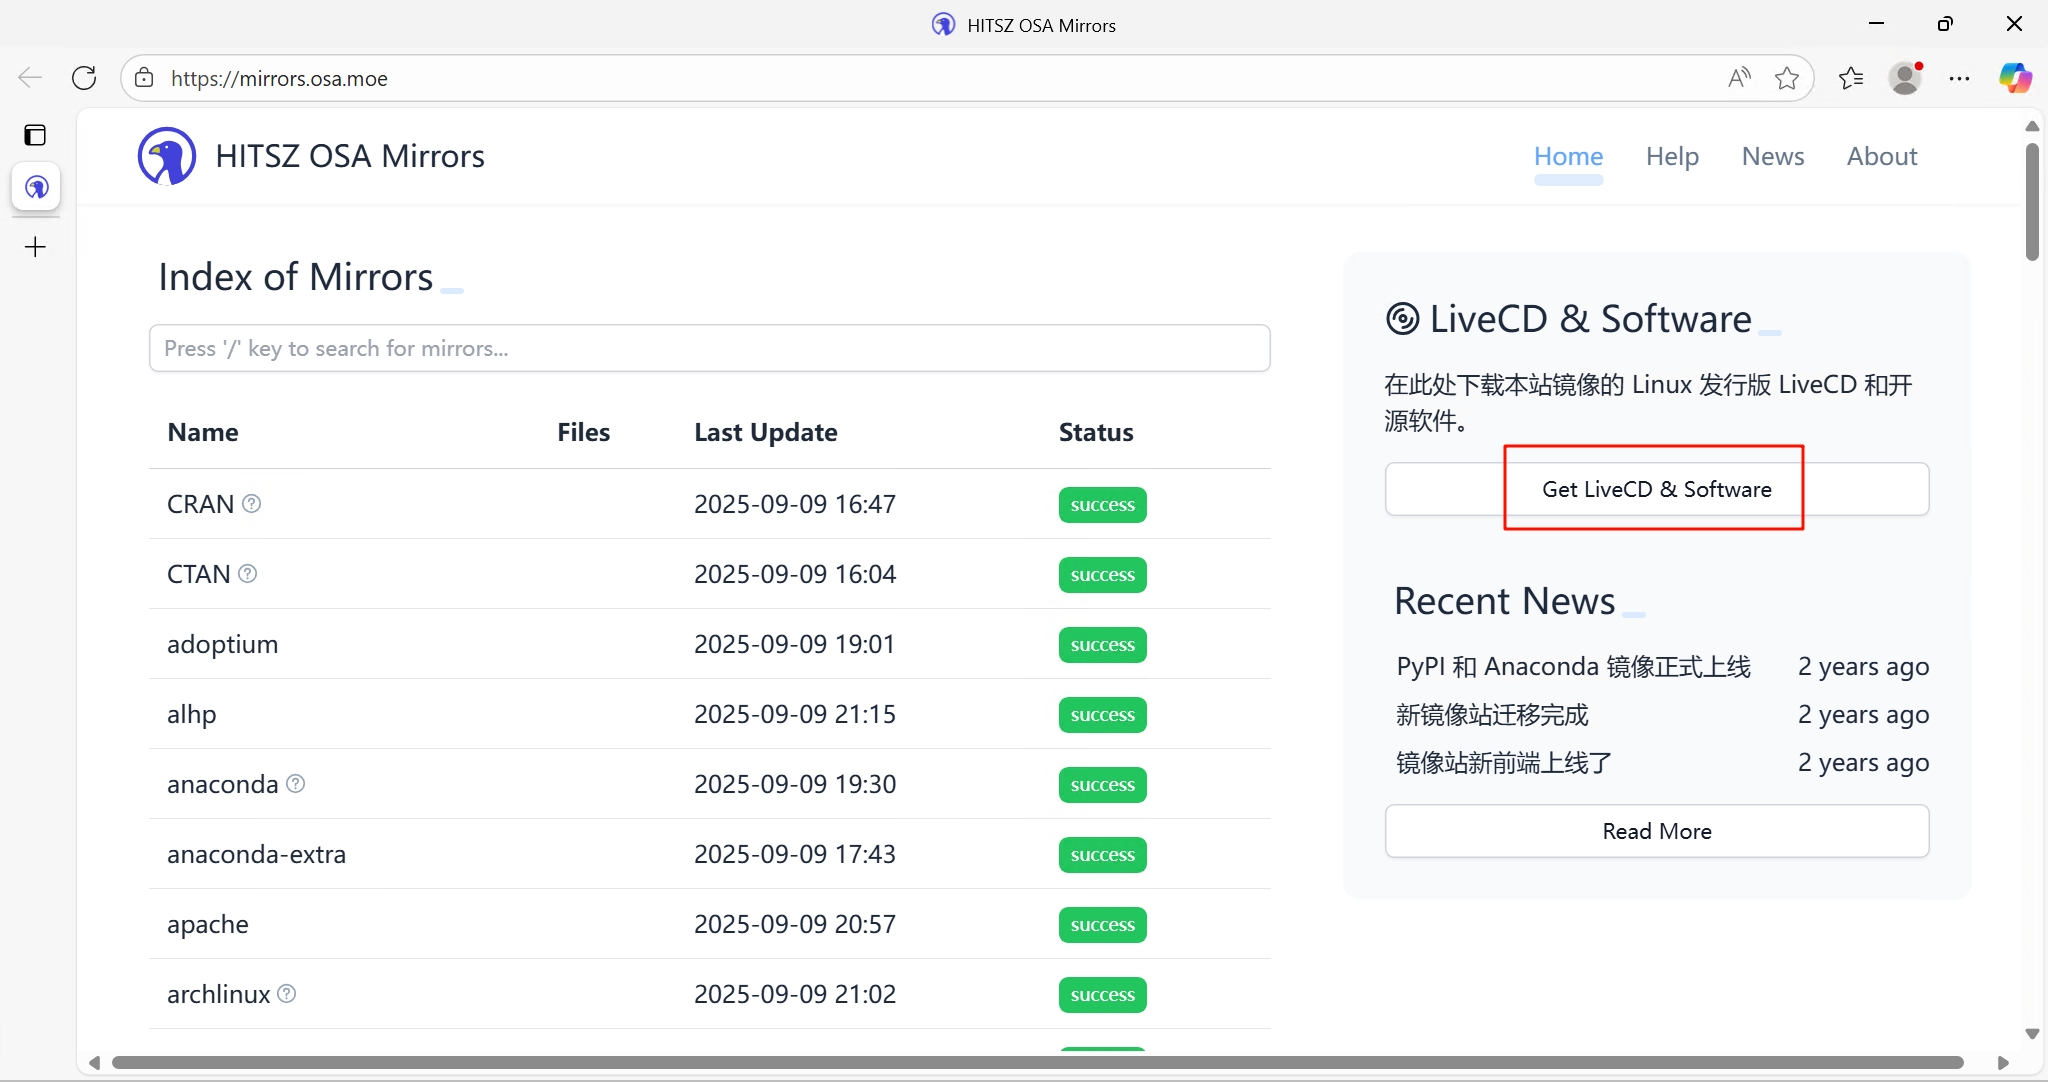 HITSZ OSA Mirrors
https://mirrors.osa.moe
HITSZ OSA Mirrors
Home Help News About
Index of Mirrors
Press '/' key to search for mirrors...
Name Files Last Update Status
CRAN 2025-09-09 16:47 success
CTAN 2025-09-09 16:04 success
adoptium 2025-09-09 19:01 success
alhp 2025-09-09 21:15 success
anaconda 2025-09-09 19:30 success
anaconda-extra 2025-09-09 17:43 success
apache 2025-09-09 20:57 success
archlinux 2025-09-09 21:02 success
LiveCD & Software
在此处下载本站镜像的 Linux 发行版 LiveCD 和开
源软件。
Get LiveCD & Software
Recent News
PyPI 和 Anaconda 镜像正式上线 2 years ago
新镜像站迁移完成 2 years ago
镜像站新前端上线了 2 years ago
Read More